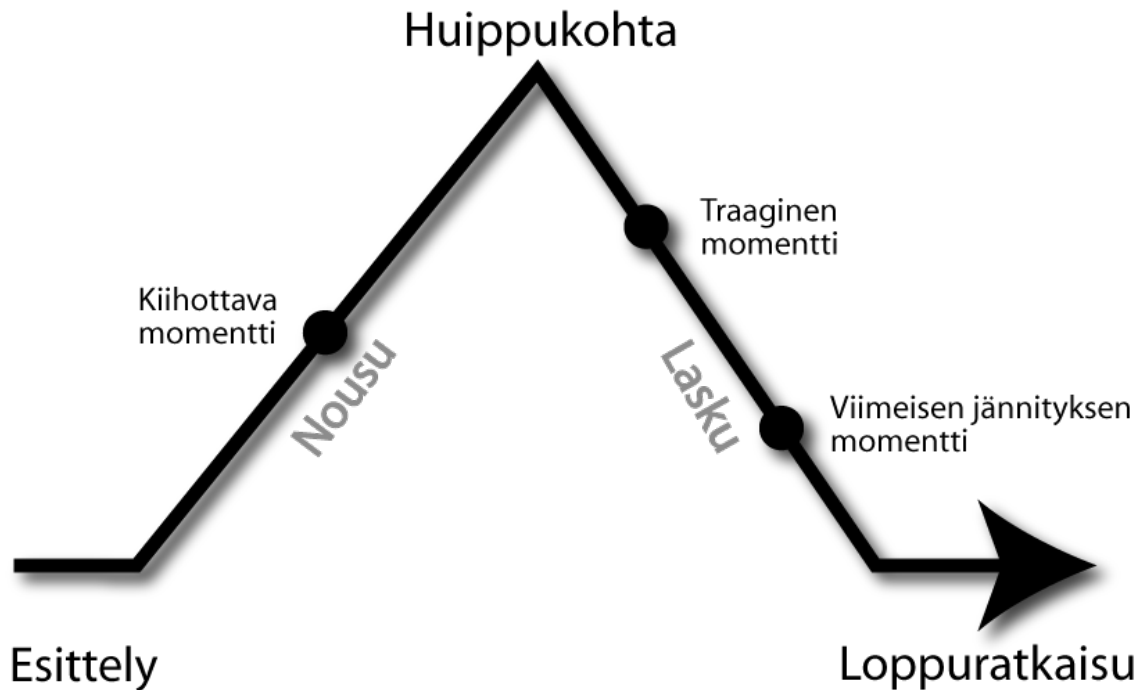 Huippukohta
Traaginen
momentti
Kiihottava
momentti
Nousu
Lasku
Viimeisen jännityksen
momentti
Esittely
Loppuratkaisu